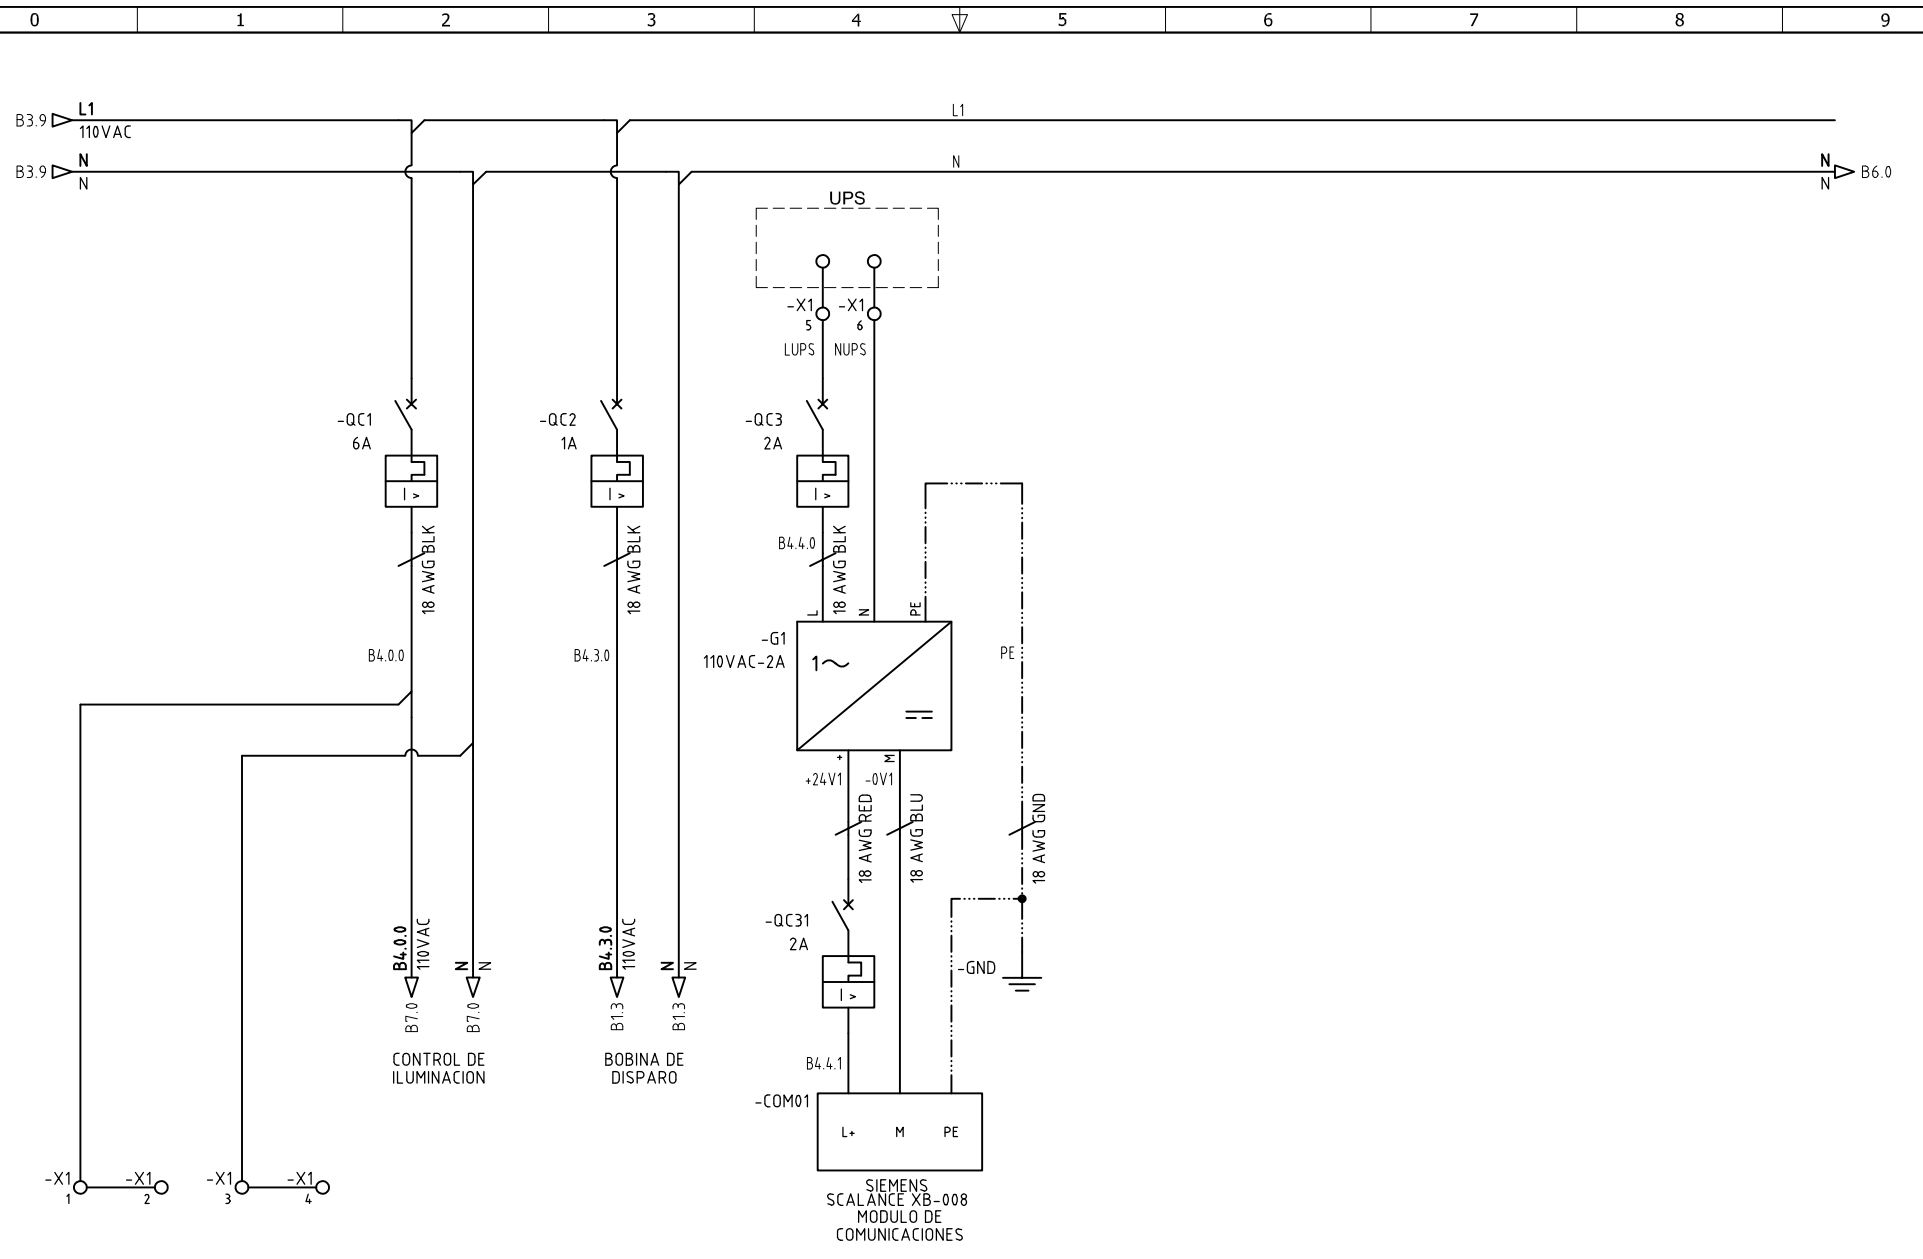 0 1 2 3 4 5 6 7 8 9
L1
B3.9
110VAC
L1
N
B3.9
N
N
N
N
B6.0
UPS
-X1 -X1
5 6
LUPS NUPS
-QC1 -QC2 -QC3
6A 1A 2A
I > I > I >
B4.4.0
18 AWG BLK
18 AWG BLK
18 AWG BLK
L N PE
-G1
110VAC-2A
1~
B4.0.0
B4.3.0
PE
+ M
+24V1 -0V1
18 AWG RED
18 AWG BLU
18 AWG GND
-QC31
2A
I >
-GND
B4.0.0
110VAC
N
N
B4.3.0
110VAC
N
N
B7.0
B7.0
B1.3
B1.3
CONTROL DE
ILUMINACION
BOBINA DE
DISPARO
B4.4.1
-COM01
L+ M PE
SIEMENS
SCALANCE XB-008
MODULO DE
COMUNICACIONES
-X1 -X1 -X1 -X1
1 2 3 4